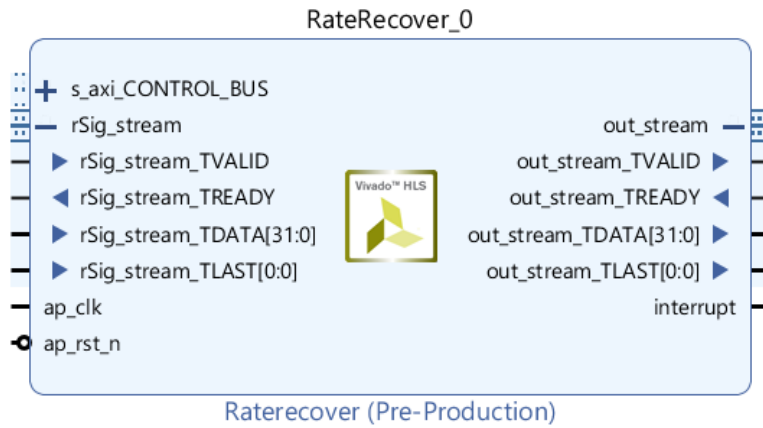 RateRecover_0
s_axi_CONTROL_BUS
rSig_stream
rSig_stream_TVALID
rSig_stream_TREADY
rSig_stream_TDATA[31:0]
rSig_stream_TLAST[0:0]
ap_clk
ap_rst_n
Vivado™ HLS
out_stream
out_stream_TVALID
out_stream_TREADY
out_stream_TDATA[31:0]
out_stream_TLAST[0:0]
interrupt
Raterecover (Pre-Production)